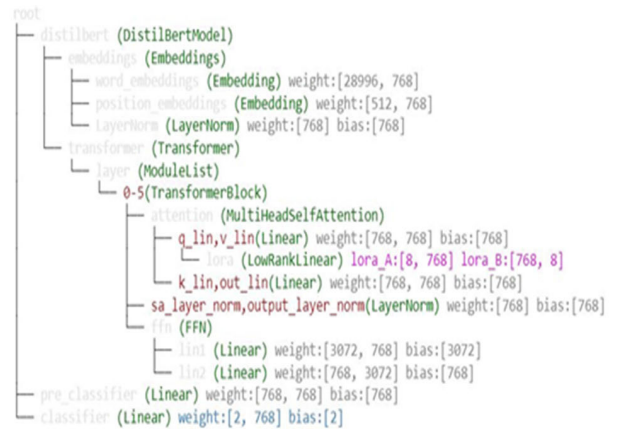 root
├── distilbert (DistilBertModel)
│   ├── embeddings (Embeddings)
│   │   ├── word_embeddings (Embedding) weight:[28996, 768]
│   │   ├── position_embeddings (Embedding) weight:[512, 768]
│   │   └── LayerNorm (LayerNorm) weight:[768] bias:[768]
│   └── transformer (Transformer)
│       └── layer (ModuleList)
│           └── 0-5(TransformerBlock)
│               ├── attention (MultiHeadSelfAttention)
│               │   ├── q_lin,v_lin(Linear) weight:[768, 768] bias:[768]
│               │   │   └── lora (LowRankLinear) lora_A:[8, 768] lora_B:[768, 8]
│               │   └── k_lin,out_lin(Linear) weight:[768, 768] bias:[768]
│               ├── sa_layer_norm,output_layer_norm(LayerNorm) weight:[768] bias:[768]
│               └── ffn (FFN)
│                   ├── lin1 (Linear) weight:[3072, 768] bias:[3072]
│                   └── lin2 (Linear) weight:[768, 3072] bias:[768]
├── pre_classifier (Linear) weight:[768, 768] bias:[768]
└── classifier (Linear) weight:[2, 768] bias:[2]